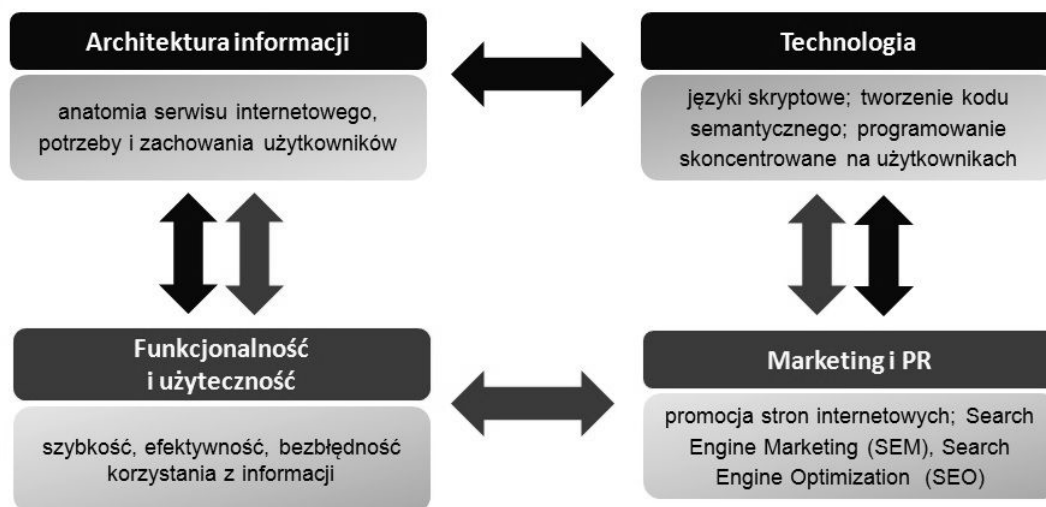 Architektura informacji
anatomia serwisu internetowego,
potrzeby i zachowania użytkowników
Technologia
języki skryptowe; tworzenie kodu
semantycznego; programowanie
skoncentrowane na użytkownikach
Funkcjonalność
i użyteczność
szybkość, efektywność, bezbłędność
korzystania z informacji
Marketing i PR
promocja stron internetowych; Search
Engine Marketing (SEM), Search
Engine Optimization (SEO)